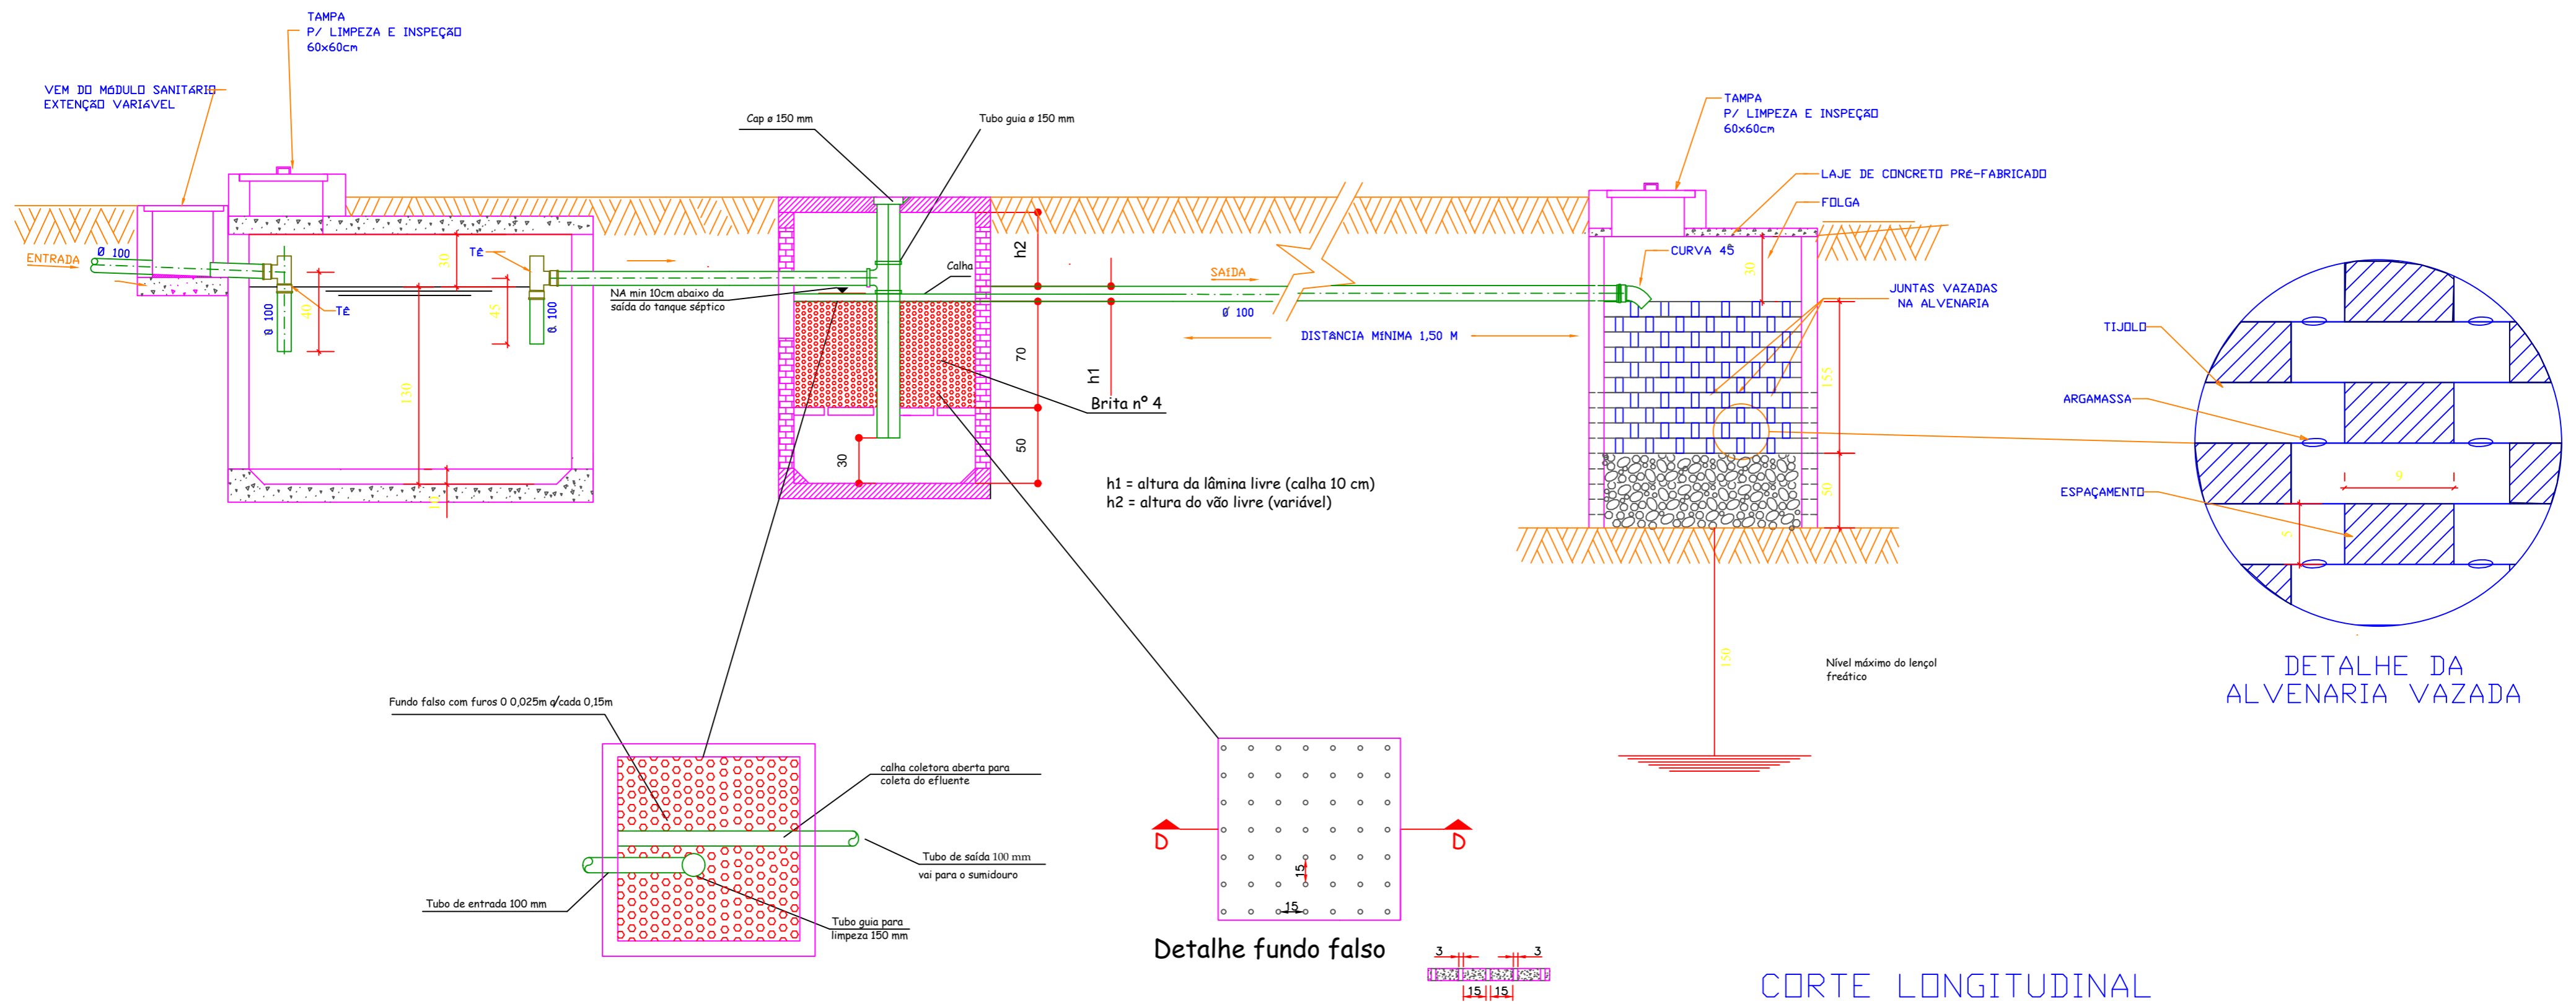 TAMPA
P/ LIMPEZA E INSPEÇÃO
60x60cm
VEM DO MÓDULO SANITÁRIO
EXTENÇÃO VARIÁVEL
Cap ø 150 mm
Tubo guia ø 150 mm
TAMPA
P/ LIMPEZA E INSPEÇÃO
60x60cm
LAJE DE CONCRETO PRÉ-FABRICADO
FOLGA
CURVA 45
ENTRADA
Ø 100
TÊ
30
Ø 100
40
TÊ
45
Ø 100
130
10
NA min 10cm abaixo da
saída do tanque séptico
Calha
h2
70
h1
50
30
Brita nº 4
h1 = altura da lâmina livre (calha 10 cm)
h2 = altura do vão livre (variável)
SAÍDA
Ø 100
DISTÂNCIA MÍNIMA 1,50 M
30
JUNTAS VAZADAS
NA ALVENARIA
155
50
150
Nível máximo do lençol
freático
TIJOLO
ARGAMASSA
ESPAÇAMENTO
9
5
DETALHE DA
ALVENARIA VAZADA
Fundo falso com furos 0 0,025m a/cada 0,15m
calha coletora aberta para
coleta do efluente
Tubo de saída 100 mm
vai para o sumidouro
Tubo de entrada 100 mm
Tubo guia para
limpeza 150 mm
D
D
15
15
Detalhe fundo falso
3
3
15
15
CORTE LONGITUDINAL